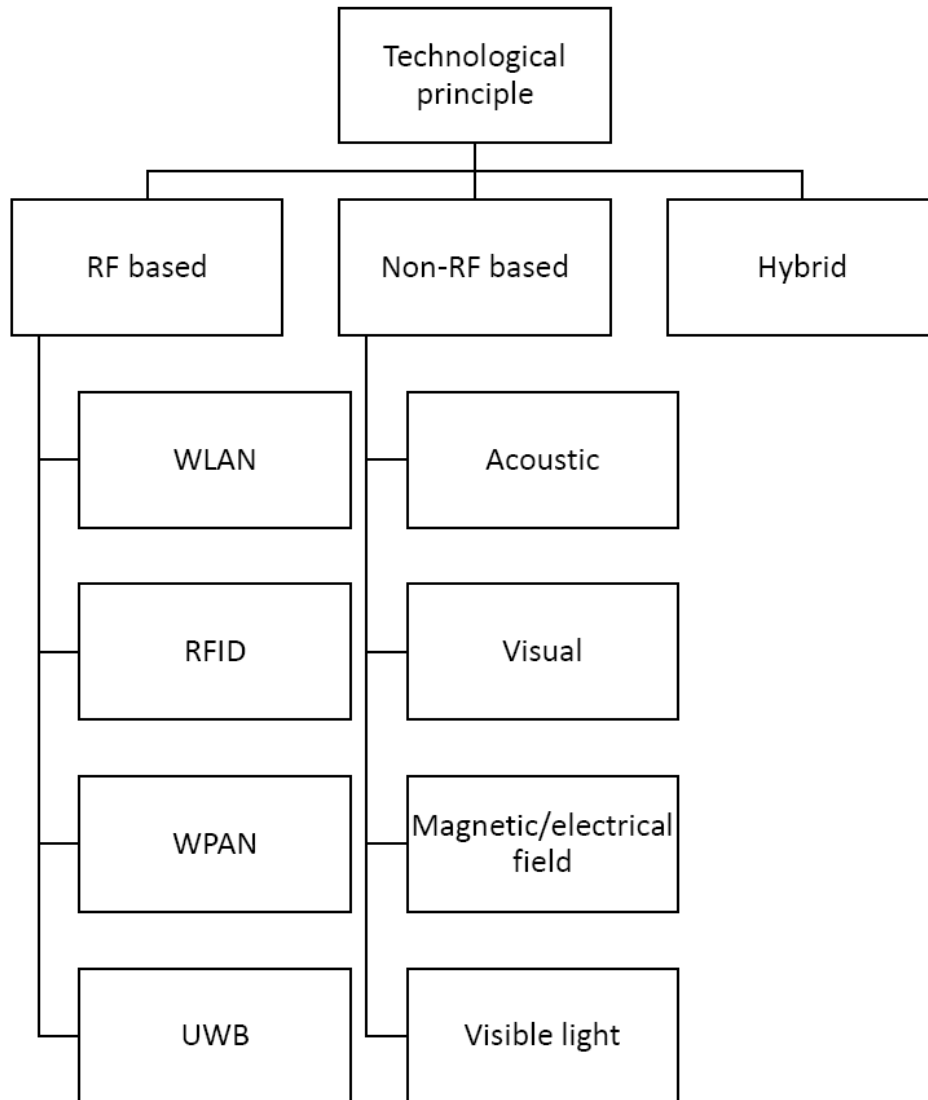 Technological
principle
RF based
Non-RF based
Hybrid
WLAN
Acoustic
RFID
Visual
WPAN
Magnetic/electrical
field
UWB
Visible light